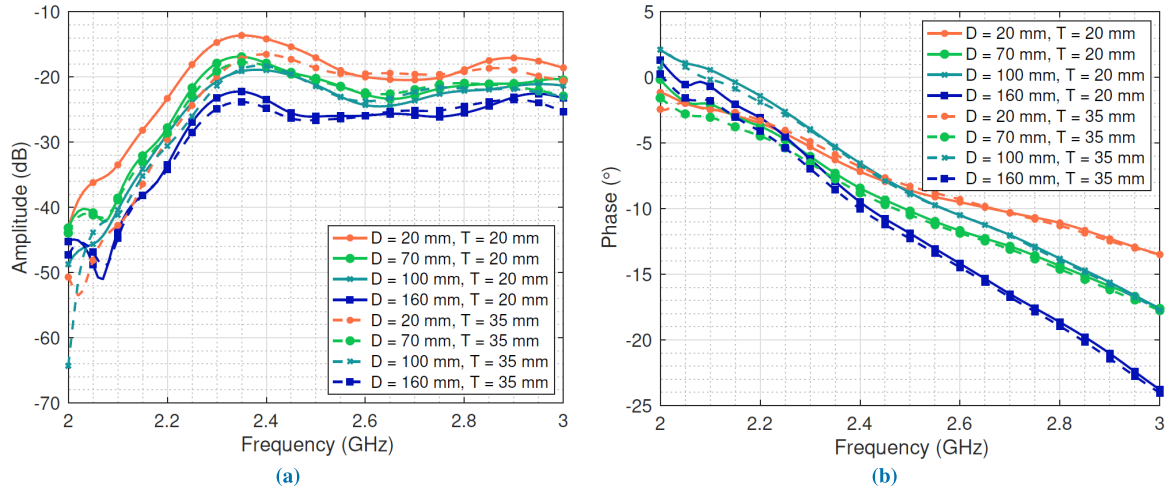 -10
-20
-30
-40
-50
-60
-70
Amplitude (dB)
2
2.2
2.4
2.6
2.8
3
Frequency (GHz)
D = 20 mm, T = 20 mm
D = 70 mm, T = 20 mm
D = 100 mm, T = 20 mm
D = 160 mm, T = 20 mm
D = 20 mm, T = 35 mm
D = 70 mm, T = 35 mm
D = 100 mm, T = 35 mm
D = 160 mm, T = 35 mm
(a)
5
0
-5
-10
-15
-20
-25
Phase (°)
2
2.2
2.4
2.6
2.8
3
Frequency (GHz)
D = 20 mm, T = 20 mm
D = 70 mm, T = 20 mm
D = 100 mm, T = 20 mm
D = 160 mm, T = 20 mm
D = 20 mm, T = 35 mm
D = 70 mm, T = 35 mm
D = 100 mm, T = 35 mm
D = 160 mm, T = 35 mm
(b)